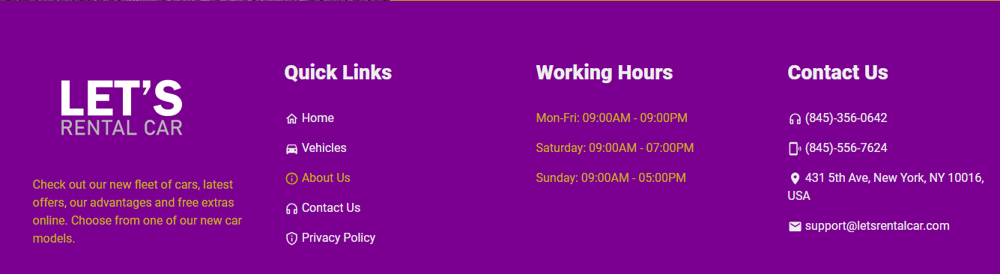 LET'S
RENTAL CAR
Check out our new fleet of cars, latest
offers, our advantages and free extras
online. Choose from one of our new car
models.
Quick Links
Home
Vehicles
About Us
Contact Us
Privacy Policy
Working Hours
Mon-Fri: 09:00AM - 09:00PM
Saturday: 09:00AM - 07:00PM
Sunday: 09:00AM - 05:00PM
Contact Us
(845)-356-0642
(845)-556-7624
431 5th Ave, New York, NY 10016,
USA
support@letsrentalcar.com